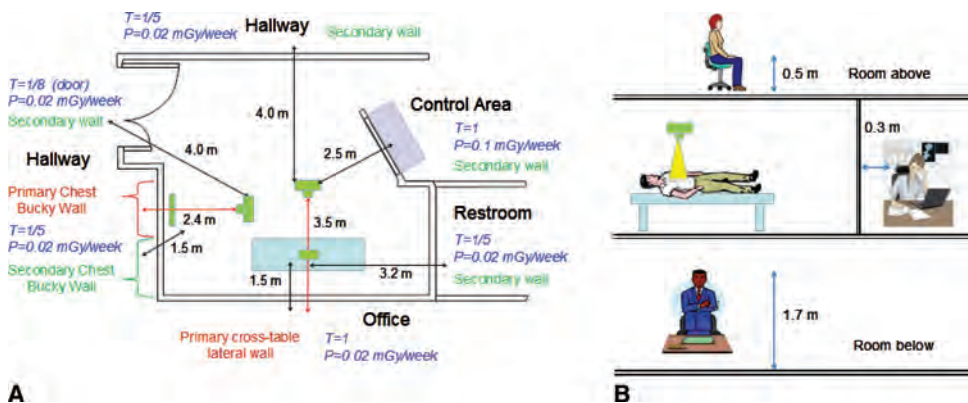 T=1/5
P=0.02 mGy/week
Hallway
Secondary wall
T=1/8 (door)
P=0.02 mGy/week
Secondary wall
4.0 m
4.0 m
Control Area
T=1
P=0.1 mGy/week
Secondary wall
2.5 m
Hallway
Primary Chest
Bucky Wall
2.4 m
T=1/5
P=0.02 mGy/week
1.5 m
Secondary Chest
Bucky Wall
3.5 m
Restroom
T=1/5
P=0.02 mGy/week
Secondary wall
1.5 m
3.2 m
Office
Primary cross-table
lateral wall
T=1
P=0.02 mGy/week
A
0.5 m
Room above
0.3 m
1.7 m
Room below
B